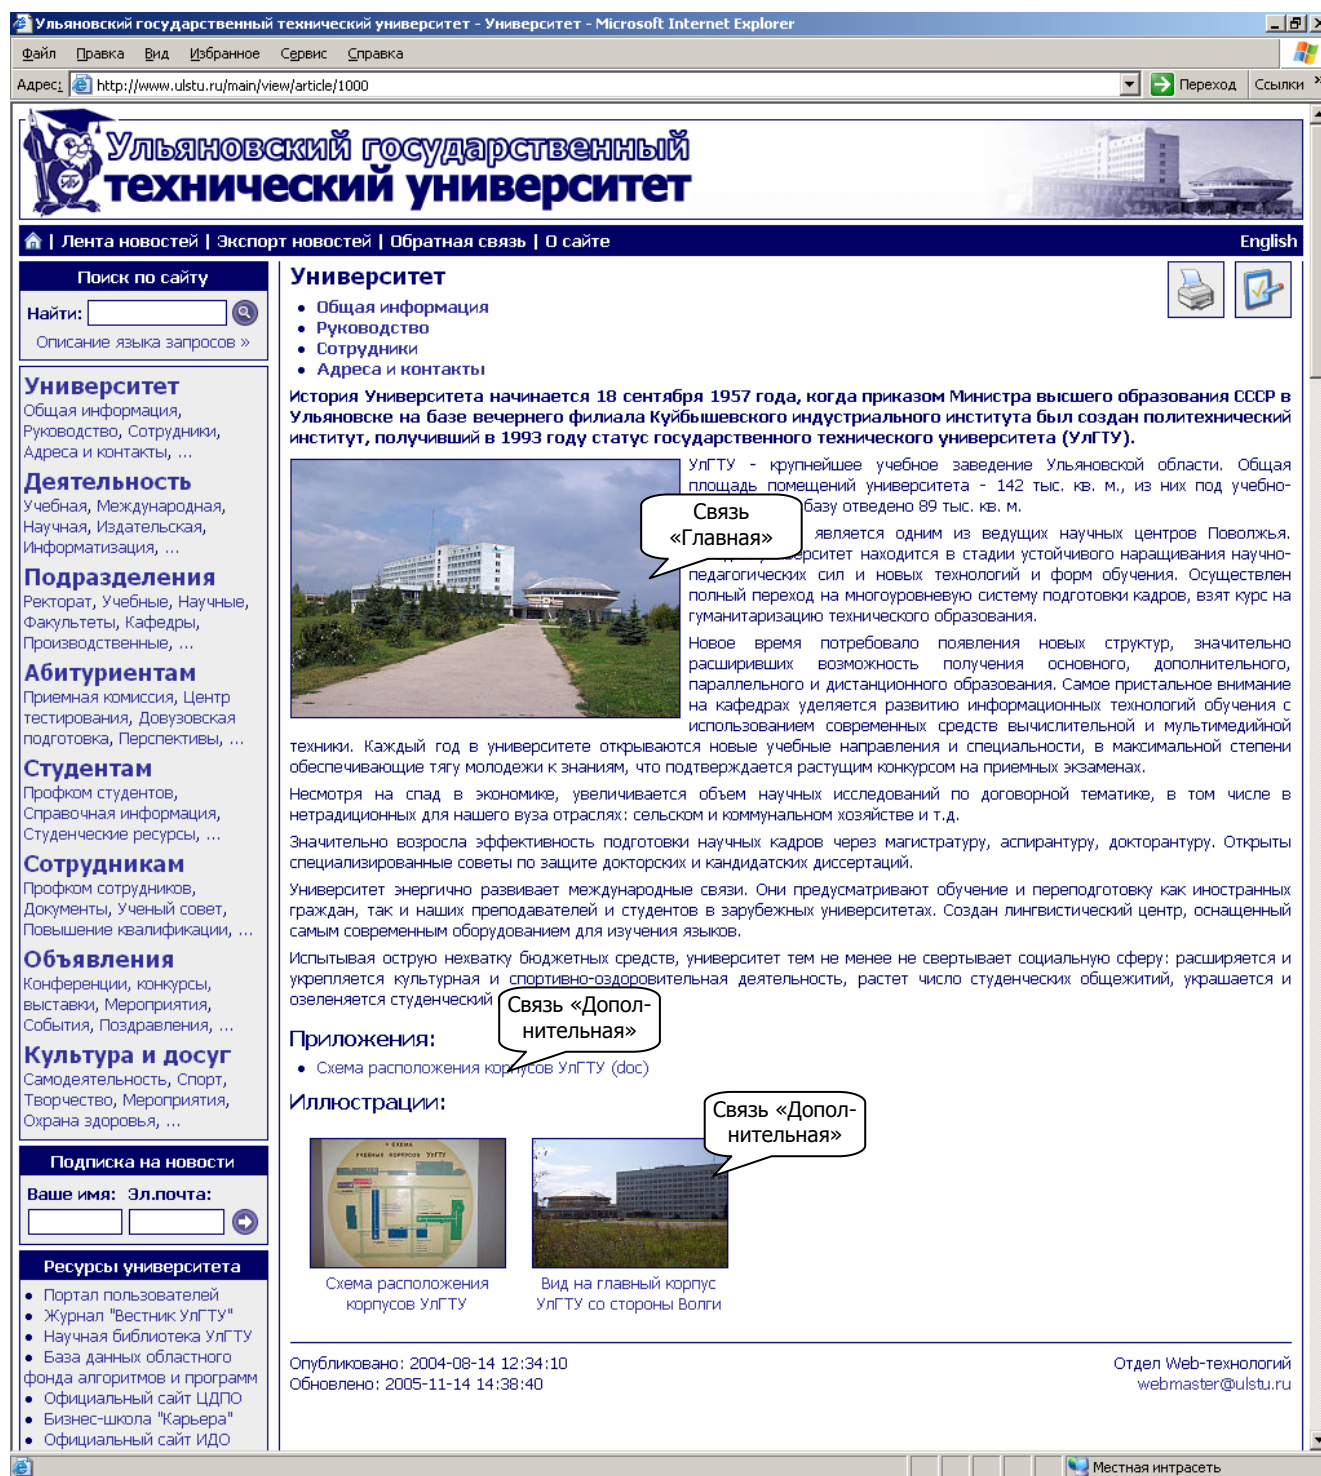 Ульяновский государственный технический университет - Университет - Microsoft Internet Explorer
Файл Правка Вид Избранное Сервис Справка
Адрес: http://www.ulstu.ru/main/view/article/1000 Переход Ссылки »
Ульяновский государственный
технический университет
УлГТУ
| Лента новостей | Экспорт новостей | Обратная связь | О сайте English
Поиск по сайту
Найти:
Описание языка запросов »
Университет
Общая информация,
Руководство, Сотрудники,
Адреса и контакты, ...
Деятельность
Учебная, Международная,
Научная, Издательская,
Информатизация, ...
Подразделения
Ректорат, Учебные, Научные,
Факультеты, Кафедры,
Производственные, ...
Абитуриентам
Приемная комиссия, Центр
тестирования, Довузовская
подготовка, Перспективы, ...
Студентам
Профком студентов,
Справочная информация,
Студенческие ресурсы, ...
Сотрудникам
Профком сотрудников,
Документы, Ученый совет,
Повышение квалификации, ...
Объявления
Конференции, конкурсы,
выставки, Мероприятия,
События, Поздравления, ...
Культура и досуг
Самодеятельность, Спорт,
Творчество, Мероприятия,
Охрана здоровья, ...
Подписка на новости
Ваше имя: Эл.почта:
Ресурсы университета
• Портал пользователей
• Журнал "Вестник УлГТУ"
• Научная библиотека УлГТУ
• База данных областного
фонда алгоритмов и программ
• Официальный сайт ЦДПО
• Бизнес-школа "Карьера"
• Официальный сайт ИДО
Университет
• Общая информация
• Руководство
• Сотрудники
• Адреса и контакты
История Университета начинается 18 сентября 1957 года, когда приказом Министра высшего образования СССР в
Ульяновске на базе вечернего филиала Куйбышевского индустриального института был создан политехнический
институт, получивший в 1993 году статус государственного технического университета (УлГТУ).
УлГТУ - крупнейшее учебное заведение Ульяновской области. Общая
площадь помещений университета - 142 тыс. кв. м., из них под учебно-
базу отведено 89 тыс. кв. м.
Связь
«Главная»
является одним из ведущих научных центров Поволжья.
находится в стадии устойчивого наращивания научно-
педагогических сил и новых технологий и форм обучения. Осуществлен
полный переход на многоуровневую систему подготовки кадров, взят курс на
гуманитаризацию технического образования.
Новое время потребовало появления новых структур, значительно
расширивших возможность получения основного, дополнительного,
параллельного и дистанционного образования. Самое пристальное внимание
на кафедрах уделяется развитию информационных технологий обучения с
использованием современных средств вычислительной и мультимедийной
техники. Каждый год в университете открываются новые учебные направления и специальности, в максимальной степени
обеспечивающие тягу молодежи к знаниям, что подтверждается растущим конкурсом на приемных экзаменах.
Несмотря на спад в экономике, увеличивается объем научных исследований по договорной тематике, в том числе в
нетрадиционных для нашего вуза отраслях: сельском и коммунальном хозяйстве и т.д.
Значительно возросла эффективность подготовки научных кадров через магистратуру, аспирантуру, докторантуру. Открыты
специализированные советы по защите докторских и кандидатских диссертаций.
Университет энергично развивает международные связи. Они предусматривают обучение и переподготовку как иностранных
граждан, так и наших преподавателей и студентов в зарубежных университетах. Создан лингвистический центр, оснащенный
самым современным оборудованием для изучения языков.
Испытывая острую нехватку бюджетных средств, университет тем не менее не свертывает социальную сферу: расширяется и
укрепляется культурная и спортивно-оздоровительная деятельность, растет число студенческих общежитий, украшается и
озеленяется студенческий
Связь «Допол-
нительная»
Приложения:
• Схема расположения корпусов УлГТУ (doc)
Иллюстрации:
Связь «Допол-
нительная»
СХЕМА
УЧЕБНЫХ КОРПУСОВ УлГТУ
Схема расположения
корпусов УлГТУ
Вид на главный корпус
УлГТУ со стороны Волги
Опубликовано: 2004-08-14 12:34:10 Отдел Web-технологий
Обновлено: 2005-11-14 14:38:40 webmaster@ulstu.ru
Местная интрасеть